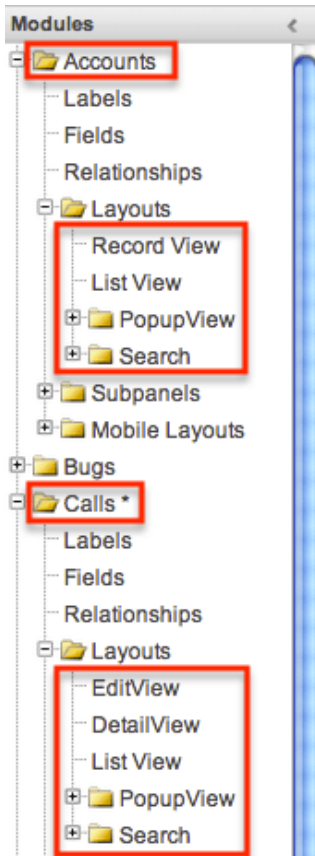 Modules
Accounts
Labels
Fields
Relationships
Layouts
Record View
List View
PopupView
Search
Subpanels
Mobile Layouts
Bugs
Calls *
Labels
Fields
Relationships
Layouts
EditView
DetailView
List View
PopupView
Search